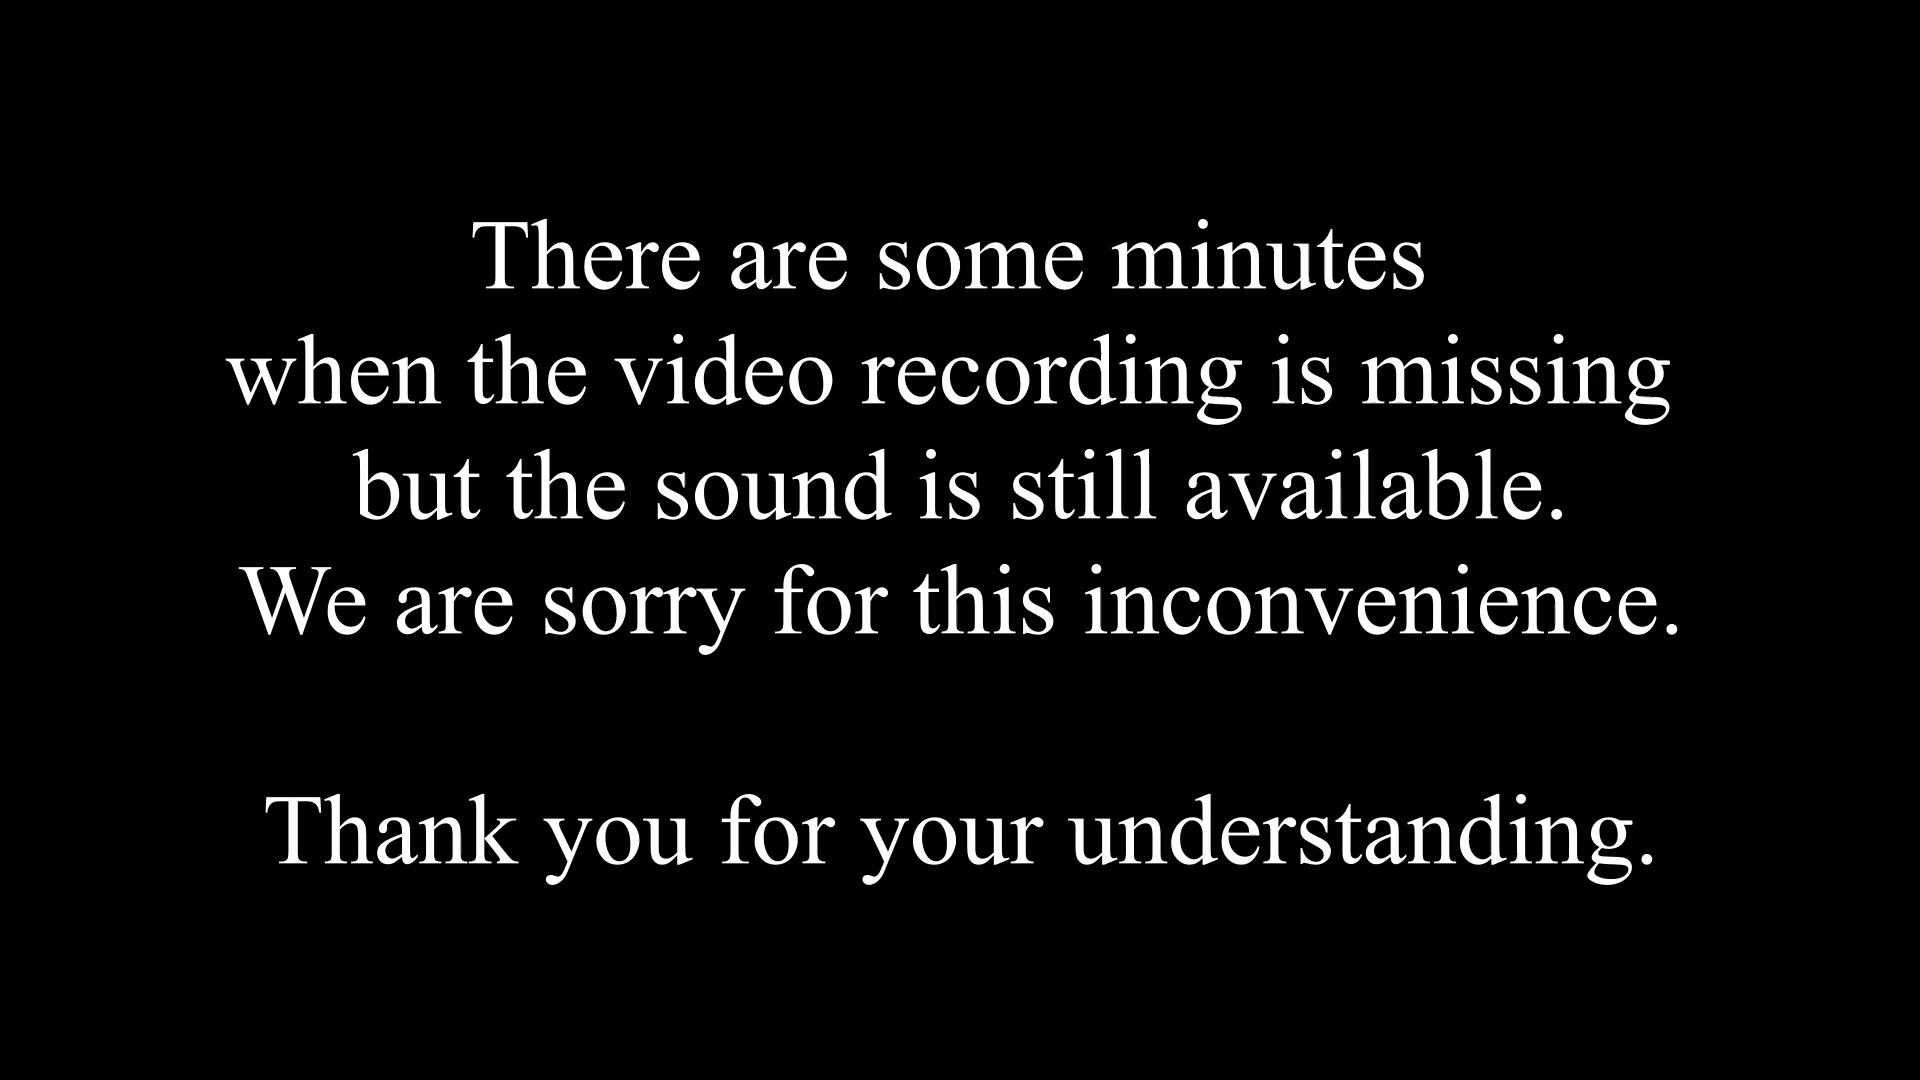 There are some minutes
when the video recording is missing
but the sound is still available.
We are sorry for this inconvenience.
Thank you for your understanding.